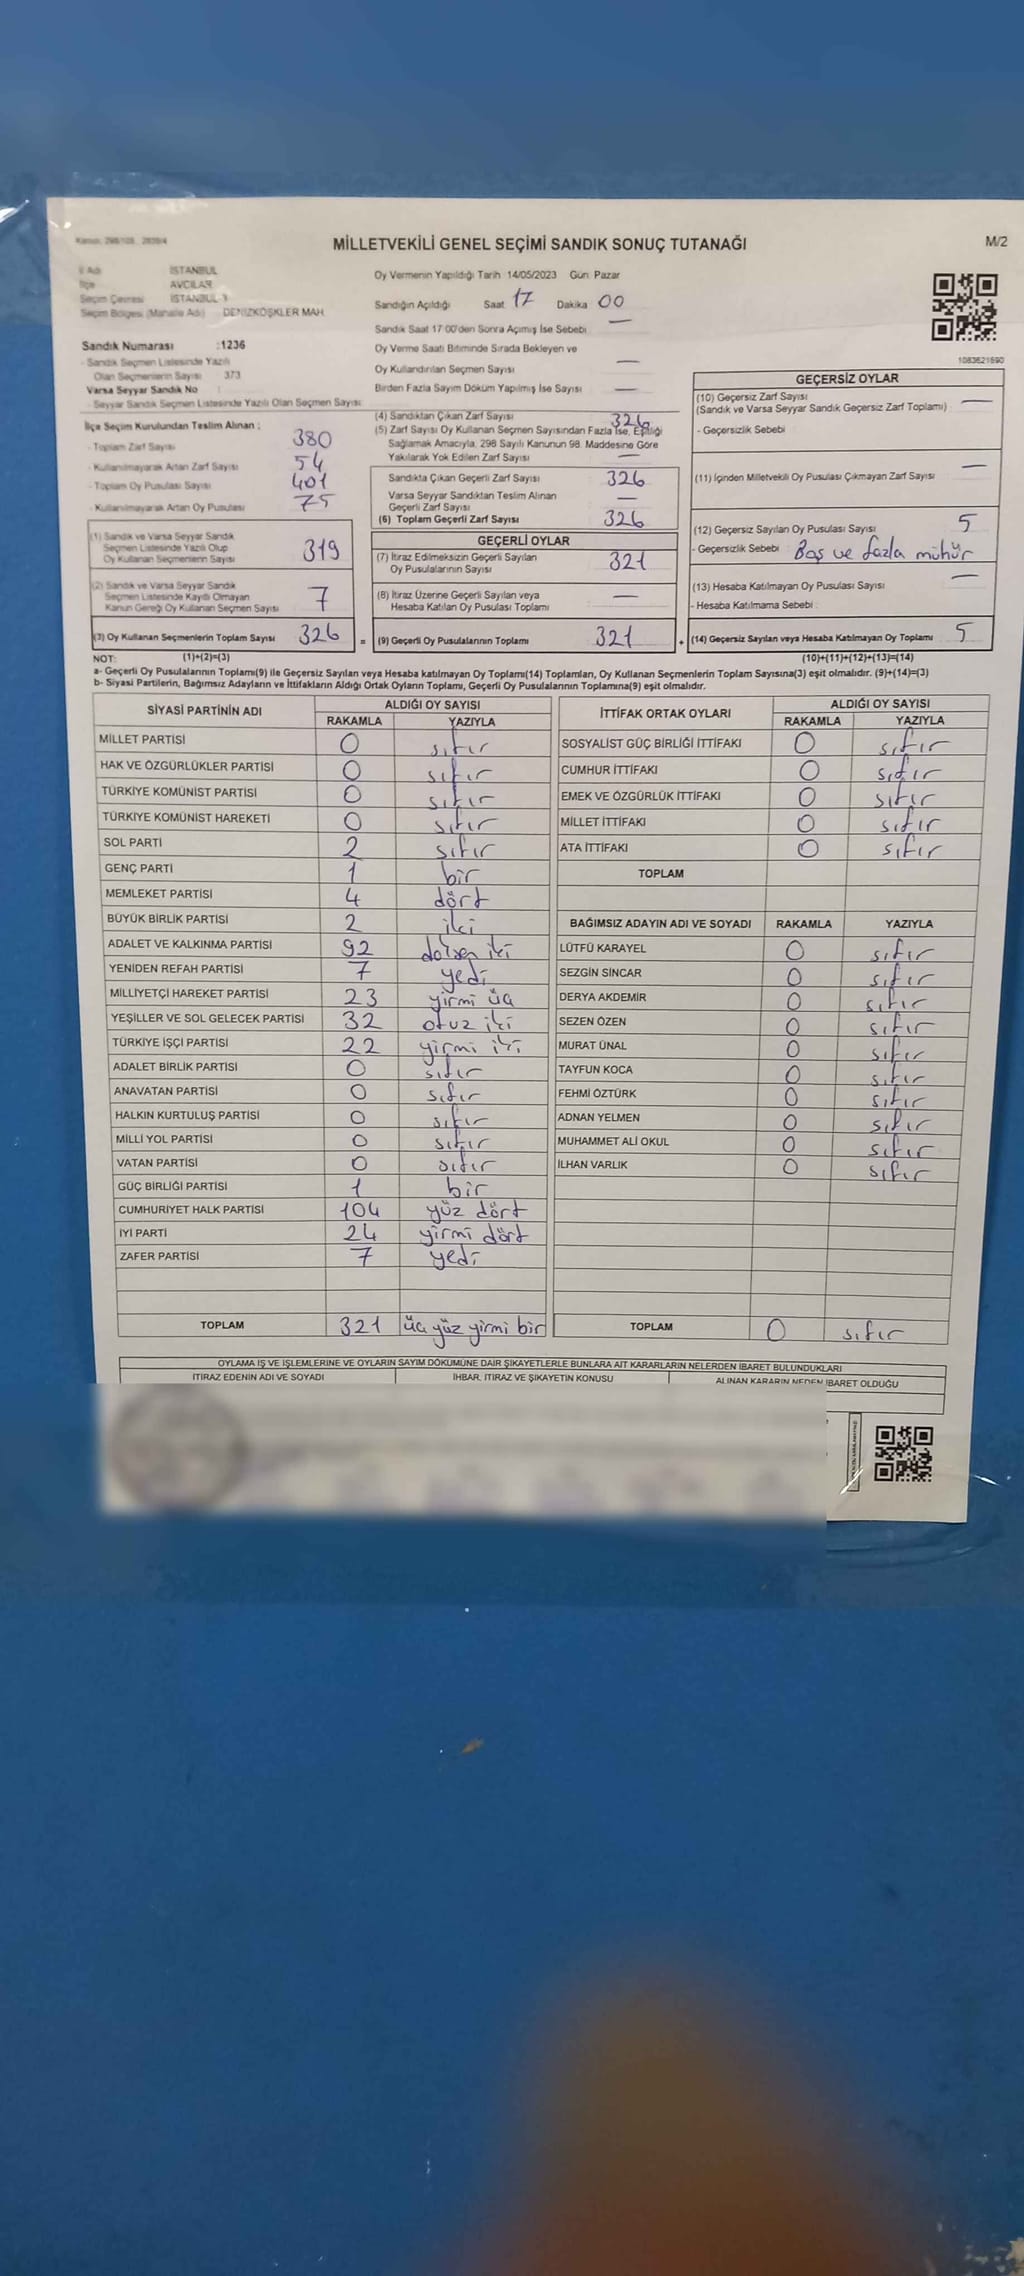 Kanun: 298/105, 2839/4
MİLLETVEKİLİ GENEL SEÇİMİ SANDIK SONUÇ TUTANAĞI
M/2
İl Adı İSTANBUL
İlçe AVCILAR
Seçim Çevresi İSTANBUL-3
Seçim Bölgesi (Mahalle Adı) DENİZKÖŞKLER MAH.
Oy Vermenin Yapıldığı Tarih 14/05/2023 Gün: Pazar
Sandığın Açıldığı Saat 17 Dakika 00
Sandık Saat 17:00'den Sonra Açımış İse Sebebi —
Oy Verme Saati Bitiminde Sırada Bekleyen ve
Oy Kullandırılan Seçmen Sayısı —
Birden Fazla Sayım Döküm Yapılmış İse Sayısı —
1083621690
Sandık Numarası :1236
- Sandık Seçmen Listesinde Yazılı
Olan Seçmenlerin Sayısı : 373
Varsa Seyyar Sandık No :
- Seyyar Sandık Seçmen Listesinde Yazılı Olan Seçmen Sayısı:
İlçe Seçim Kurulundan Teslim Alınan ;
- Toplam Zarf Sayısı 380
- Kullanılmayarak Artan Zarf Sayısı 54
- Toplam Oy Pusulası Sayısı 401
- Kullanılmayarak Artan Oy Pusulası 75
(1) Sandık ve Varsa Seyyar Sandık
Seçmen Listesinde Yazılı Olup
Oy Kullanan Seçmenlerin Sayısı 319
(2) Sandık ve Varsa Seyyar Sandık
Seçmen Listesinde Kayıtlı Olmayan
Kanun Gereği Oy Kullanan Seçmen Sayısı 7
(3) Oy Kullanan Seçmenlerin Toplam Sayısı 326 =
(4) Sandıktan Çıkan Zarf Sayısı 326
(5) Zarf Sayısı Oy Kullanan Seçmen Sayısından Fazla İse, Eşitliği
Sağlamak Amacıyla, 298 Sayılı Kanunun 98. Maddesine Göre
Yakılarak Yok Edilen Zarf Sayısı —
Sandıkta Çıkan Geçerli Zarf Sayısı 326
Varsa Seyyar Sandıktan Teslim Alınan
Geçerli Zarf Sayısı —
(6) Toplam Geçerli Zarf Sayısı 326
GEÇERLİ OYLAR
(7) İtiraz Edilmeksizin Geçerli Sayılan
Oy Pusulalarının Sayısı 321
(8) İtiraz Üzerine Geçerli Sayılan veya
Hesaba Katılan Oy Pusulası Toplamı —
(9) Geçerli Oy Pusulalarının Toplamı 321 +
GEÇERSİZ OYLAR
(10) Geçersiz Zarf Sayısı —
(Sandık ve Varsa Seyyar Sandık Geçersiz Zarf Toplamı)
- Geçersizlik Sebebi
(11) İçinden Milletvekili Oy Pusulası Çıkmayan Zarf Sayısı —
(12) Geçersiz Sayılan Oy Pusulası Sayısı 5
- Geçersizlik Sebebi : Boş ve fazla mühür
(13) Hesaba Katılmayan Oy Pusulası Sayısı —
- Hesaba Katılmama Sebebi :
(14) Geçersiz Sayılan veya Hesaba Katılmayan Oy Toplamı 5
NOT: (1)+(2)=(3) (10)+(11)+(12)+(13)=(14)
a- Geçerli Oy Pusulalarının Toplamı(9) ile Geçersiz Sayılan veya Hesaba katılmayan Oy Toplamı(14) Toplamları, Oy Kullanan Seçmenlerin Toplam Sayısına(3) eşit olmalıdır. (9)+(14)=(3)
b- Siyasi Partilerin, Bağımsız Adayların ve İttifakların Aldığı Ortak Oyların Toplamı, Geçerli Oy Pusulalarının Toplamına(9) eşit olmalıdır.
SİYASİ PARTİNİN ADI ALDIĞI OY SAYISI
RAKAMLA YAZIYLA
MİLLET PARTİSİ 0 sıfır
HAK VE ÖZGÜRLÜKLER PARTİSİ 0 sıfır
TÜRKİYE KOMÜNİST PARTİSİ 0 sıfır
TÜRKİYE KOMÜNİST HAREKETİ 0 sıfır
SOL PARTİ 2 sıfır
GENÇ PARTİ 1 bir
MEMLEKET PARTİSİ 4 dört
BÜYÜK BİRLİK PARTİSİ 2 iki
ADALET VE KALKINMA PARTİSİ 92 doksan iki
YENİDEN REFAH PARTİSİ 7 yedi
MİLLİYETÇİ HAREKET PARTİSİ 23 yirmi üç
YEŞİLLER VE SOL GELECEK PARTİSİ 32 otuz iki
TÜRKİYE İŞÇİ PARTİSİ 22 yirmi iki
ADALET BİRLİK PARTİSİ 0 sıfır
ANAVATAN PARTİSİ 0 sıfır
HALKIN KURTULUŞ PARTİSİ 0 sıfır
MİLLİ YOL PARTİSİ 0 sıfır
VATAN PARTİSİ 0 sıfır
GÜÇ BİRLİĞİ PARTİSİ 1 bir
CUMHURİYET HALK PARTİSİ 104 yüz dört
İYİ PARTİ 24 yirmi dört
ZAFER PARTİSİ 7 yedi
TOPLAM 321 üç yüz yirmi bir
İTTİFAK ORTAK OYLARI ALDIĞI OY SAYISI
RAKAMLA YAZIYLA
SOSYALİST GÜÇ BİRLİĞİ İTTİFAKI 0 sıfır
CUMHUR İTTİFAKI 0 sıfır
EMEK VE ÖZGÜRLÜK İTTİFAKI 0 sıfır
MİLLET İTTİFAKI 0 sıfır
ATA İTTİFAKI 0 sıfır
TOPLAM
BAĞIMSIZ ADAYIN ADI VE SOYADI RAKAMLA YAZIYLA
LÜTFÜ KARAYEL 0 sıfır
SEZGİN SİNCAR 0 sıfır
DERYA AKDEMİR 0 sıfır
SEZEN ÖZEN 0 sıfır
MURAT ÜNAL 0 sıfır
TAYFUN KOCA 0 sıfır
FEHMİ ÖZTÜRK 0 sıfır
ADNAN YELMEN 0 sıfır
MUHAMMET ALİ OKUL 0 sıfır
İLHAN VARLIK 0 sıfır
TOPLAM 0 sıfır
OYLAMA İŞ VE İŞLEMLERİNE VE OYLARIN SAYIM DÖKÜMÜNE DAİR ŞİKAYETLERLE BUNLARA AİT KARARLARIN NELERDEN İBARET BULUNDUKLARI
İTİRAZ EDENİN ADI VE SOYADI İHBAR, İTİRAZ VE ŞİKAYETİN KONUSU ALINAN KARARIN NEDEN İBARET OLDUĞU